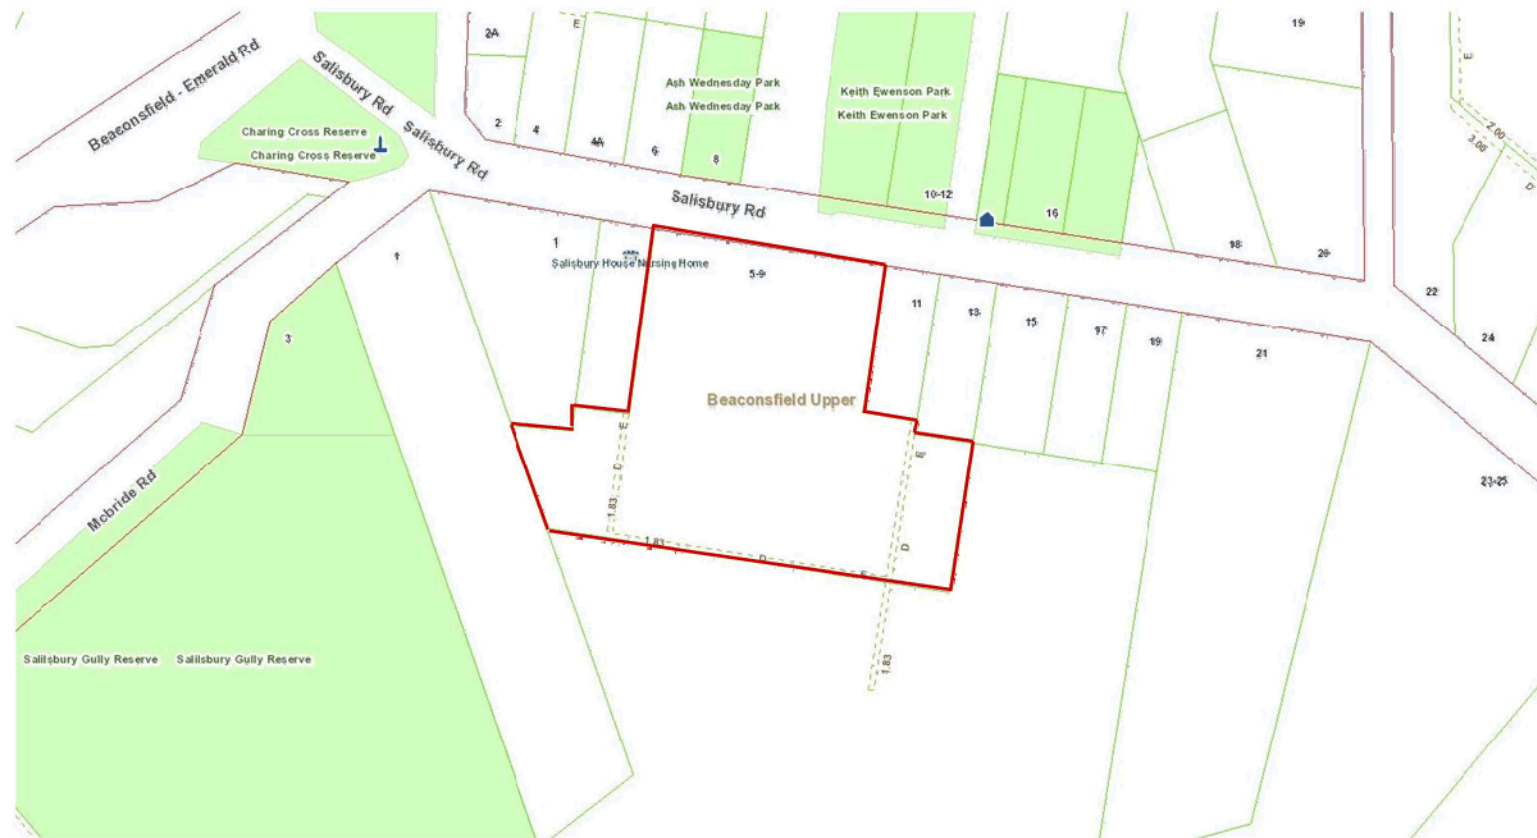 19
2A
E
E
Beaconsfield - Emerald Rd
Salisbury Rd
Ash Wednesday Park
Ash Wednesday Park
Keith Ewenson Park
Keith Ewenson Park
2
4
4A
6
8
Charing Cross Reserve
Charing Cross Reserve
Salisbury Rd
2.00
3.06
D
Salisbury Rd
10-12
16
18
20
1
1
Salisbury House Nursing Home
5-9
22
11
13
15
17
19
21
24
3
Beaconsfield Upper
E
E
D
1.83
Mcbride Rd
23-25
1.83
D
D
E
Salilsbury Gully Reserve
Salilsbury Gully Reserve
1.83